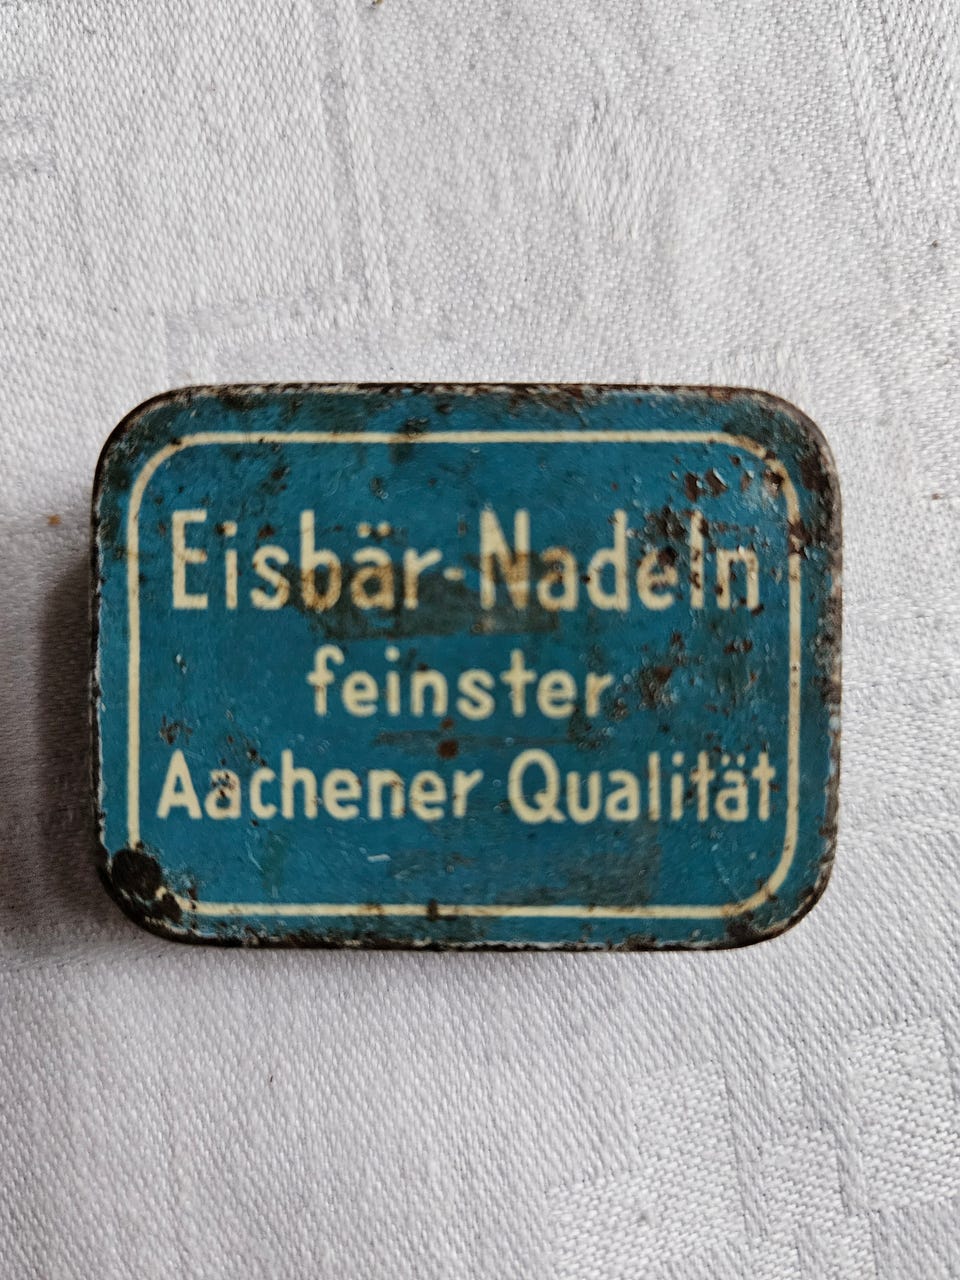 Eisbär-Nadeln
feinster
Aachener Qualität